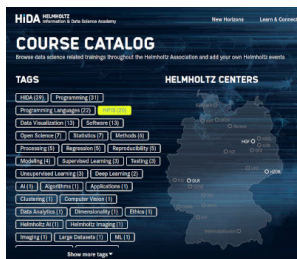 HiDA HELMHOLTZ
Information & Data Science Academy
New Horizons Learn & Connect
COURSE CATALOG
Browse data science related trainings throughout the Helmholtz Association and add your own Helmholtz events
TAGS
HELMHOLTZ CENTERS
HIDA (29) Programming (31)
Programming Languages (22)
Data Visualization (13) Software (13)
Open Science (7) Statistics (7) Methods (6)
Processing (5) Regression (5) Reproducibility (5)
Modeling (4) Supervised Learning (3) Testing (3)
Unsupervised Learning (3) Deep Learning (2)
AI (1) Algorithms (1) Applications (1)
Clustering (1) Computer Vision (1)
Data Analytics (1) Dimensionality (1) Ethics (1)
Helmholtz AI (1) Helmholtz Imaging (1)
Imaging (1) Large Datasets (1) ML (1)
Show more tags